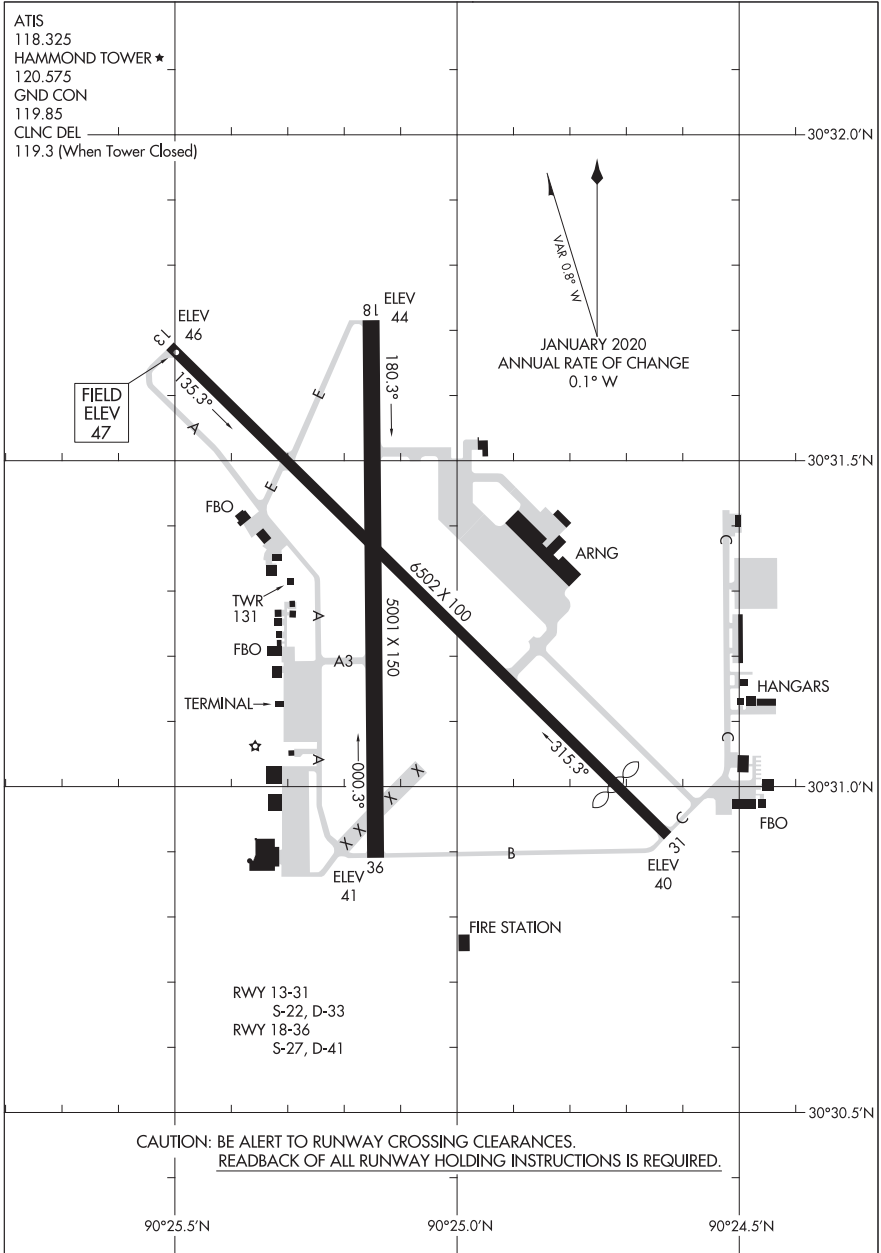 ATIS
118.325
HAMMOND TOWER ★
120.575
GND CON
119.85
CLNC DEL
119.3 (When Tower Closed)
30°32.0'N
VAR 0.8° W
JANUARY 2020
ANNUAL RATE OF CHANGE
0.1° W
ELEV
46
13
ELEV
44
18
FIELD
ELEV
47
135.3°
180.3°
E
A
30°31.5'N
E
FBO
ARNG
C
TWR
131
6502 X 100
5001 X 150
A
FBO
A3
TERMINAL
HANGARS
C
A
000.3°
315.3°
X
X
X
X
30°31.0'N
FBO
C
31
B
36
ELEV
41
ELEV
40
FIRE STATION
RWY 13-31
S-22, D-33
RWY 18-36
S-27, D-41
30°30.5'N
CAUTION: BE ALERT TO RUNWAY CROSSING CLEARANCES.
READBACK OF ALL RUNWAY HOLDING INSTRUCTIONS IS REQUIRED.
90°25.5'N
90°25.0'N
90°24.5'N